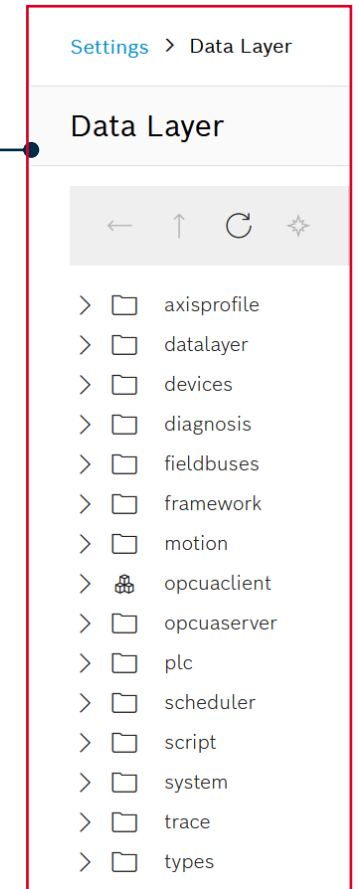 Settings > Data Layer
Data Layer
axisprofile
datalayer
devices
diagnosis
fieldbuses
framework
motion
opcuaclient
opcuaserver
plc
scheduler
script
system
trace
types